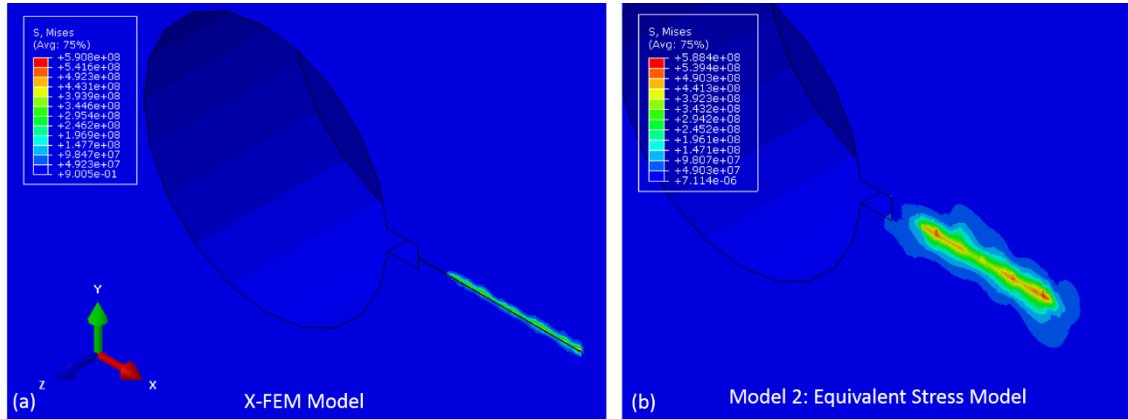 S, Mises
(Avg: 75%)
+5.908e+08
+5.416e+08
+4.923e+08
+4.431e+08
+3.939e+08
+3.446e+08
+2.954e+08
+2.462e+08
+1.969e+08
+1.477e+08
+9.847e+07
+4.923e+07
+9.005e-01
Y
Z
X
(a)
X-FEM Model
S, Mises
(Avg: 75%)
+5.884e+08
+5.394e+08
+4.903e+08
+4.413e+08
+3.923e+08
+3.432e+08
+2.942e+08
+2.452e+08
+1.961e+08
+1.471e+08
+9.807e+07
+4.903e+07
+7.114e-06
(b)
Model 2: Equivalent Stress Model